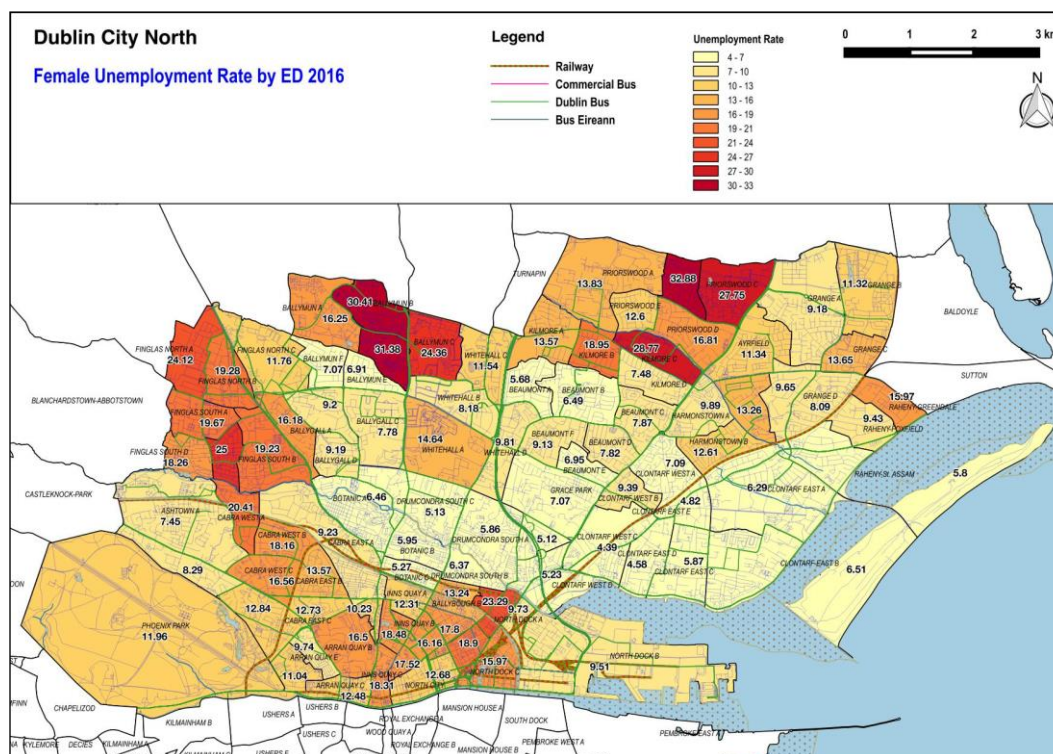 Dublin City North
Female Unemployment Rate by ED 2016
Legend
Railway
Commercial Bus
Dublin Bus
Bus Eireann
Unemployment Rate
4 - 7
7 - 10
10 - 13
13 - 16
16 - 19
19 - 21
21 - 24
24 - 27
27 - 30
30 - 33
0 1 2 3 km
N
TURNAPIN
BALDOYLE
SUTTON
BLANCHARDSTOWN-ABBOTSTOWN
CASTLEKNOCK-PARK
PRIORSWOOD A
13.83
32.88
PRIORSWOOD C
27.75
PRIORSWOOD E
12.6
PRIORSWOOD D
16.81
GRANGE A
9.18
11.32
GRANGE B
BALLYMUN A
16.25
30.41
BALLYMUN B
31.38
BALLYMUN C
24.36
WHITEHALL C
11.54
KILMORE A
13.57
18.95
KILMORE B
28.77
KILMORE C
7.48
KILMORE D
AYRFIELD
11.34
GRANGE C
13.65
FINGLAS NORTH A
24.12
FINGLAS NORTH C
11.76
19.28
FINGLAS NORTH B
BALLYMUN F
7.07
6.91
BALLYMUN E
5.68
BEAUMONT A
BEAUMONT B
6.49
9.65
GRANGE D
8.09
15.97
RAHENY-GREENDALE
9.43
RAHENY-FOXFIELD
FINGLAS SOUTH A
19.67
16.18
BALLYGALL A
9.2
BALLYGALL C
7.78
WHITEHALL B
8.18
BEAUMONT C
7.87
9.89
HARMONSTOWN A
13.26
HARMONSTOWN B
12.61
FINGLAS SOUTH D
18.26
25
19.23
FINGLAS SOUTH B
9.19
BALLYGALL D
14.64
WHITEHALL A
9.81
WHITEHALL D
BEAUMONT F
9.13
BEAUMONT D
7.82
6.95
BEAUMONT E
7.09
CLONTARF WEST A
RAHENY-St. ASSAM
5.8
ASHTOWN A
7.45
20.41
CABRA WEST A
BOTANIC A
6.46
DRUMCONDRA SOUTH C
5.13
GRACE PARK
7.07
9.39
CLONTARF WEST B
4.82
CLONTARF WEST E
6.29
CLONTARF EAST A
8.29
CABRA WEST B
18.16
9.23
CABRA EAST A
5.95
BOTANIC B
5.86
DRUMCONDRA SOUTH A
5.12
CLONTARF WEST C
4.39
CLONTARF EAST D
4.58
5.87
CLONTARF EAST C
CLONTARF EAST B
6.51
CABRA WEST C
16.56
13.57
CABRA EAST B
5.27
BOTANIC C
6.37
DRUMCONDRA SOUTH B
5.23
CLONTARF WEST D
PHOENIX PARK
11.96
12.84
12.73
CABRA EAST C
10.23
INNS QUAY A
12.31
13.24
BALLYBOUGH A
23.29
9.73
NORTH DOCK A
9.74
ARRAN QUAY E
16.5
ARRAN QUAY B
INNS QUAY B
18.48
16.16
17.8
18.9
11.04
ARRAN QUAY C
12.48
17.52
INNS QUAY C
18.31
12.68
NORTH CITY
15.97
NORTH DOCK C
9.51
NORTH DOCK B
CHAPELIZOD
KILMAINHAM B
USHERS A
USHERS B
USHERS C
ROYAL EXCHANGE A
WOOD QUAY A
ROYAL EXCHANGE B
MANSION HOUSE A
MANSION HOUSE B
SOUTH DOCK
PEMBROKE WEST A
PEMBROKE EAST A
KYLEMORE
DECIES
KILMAINHAM A